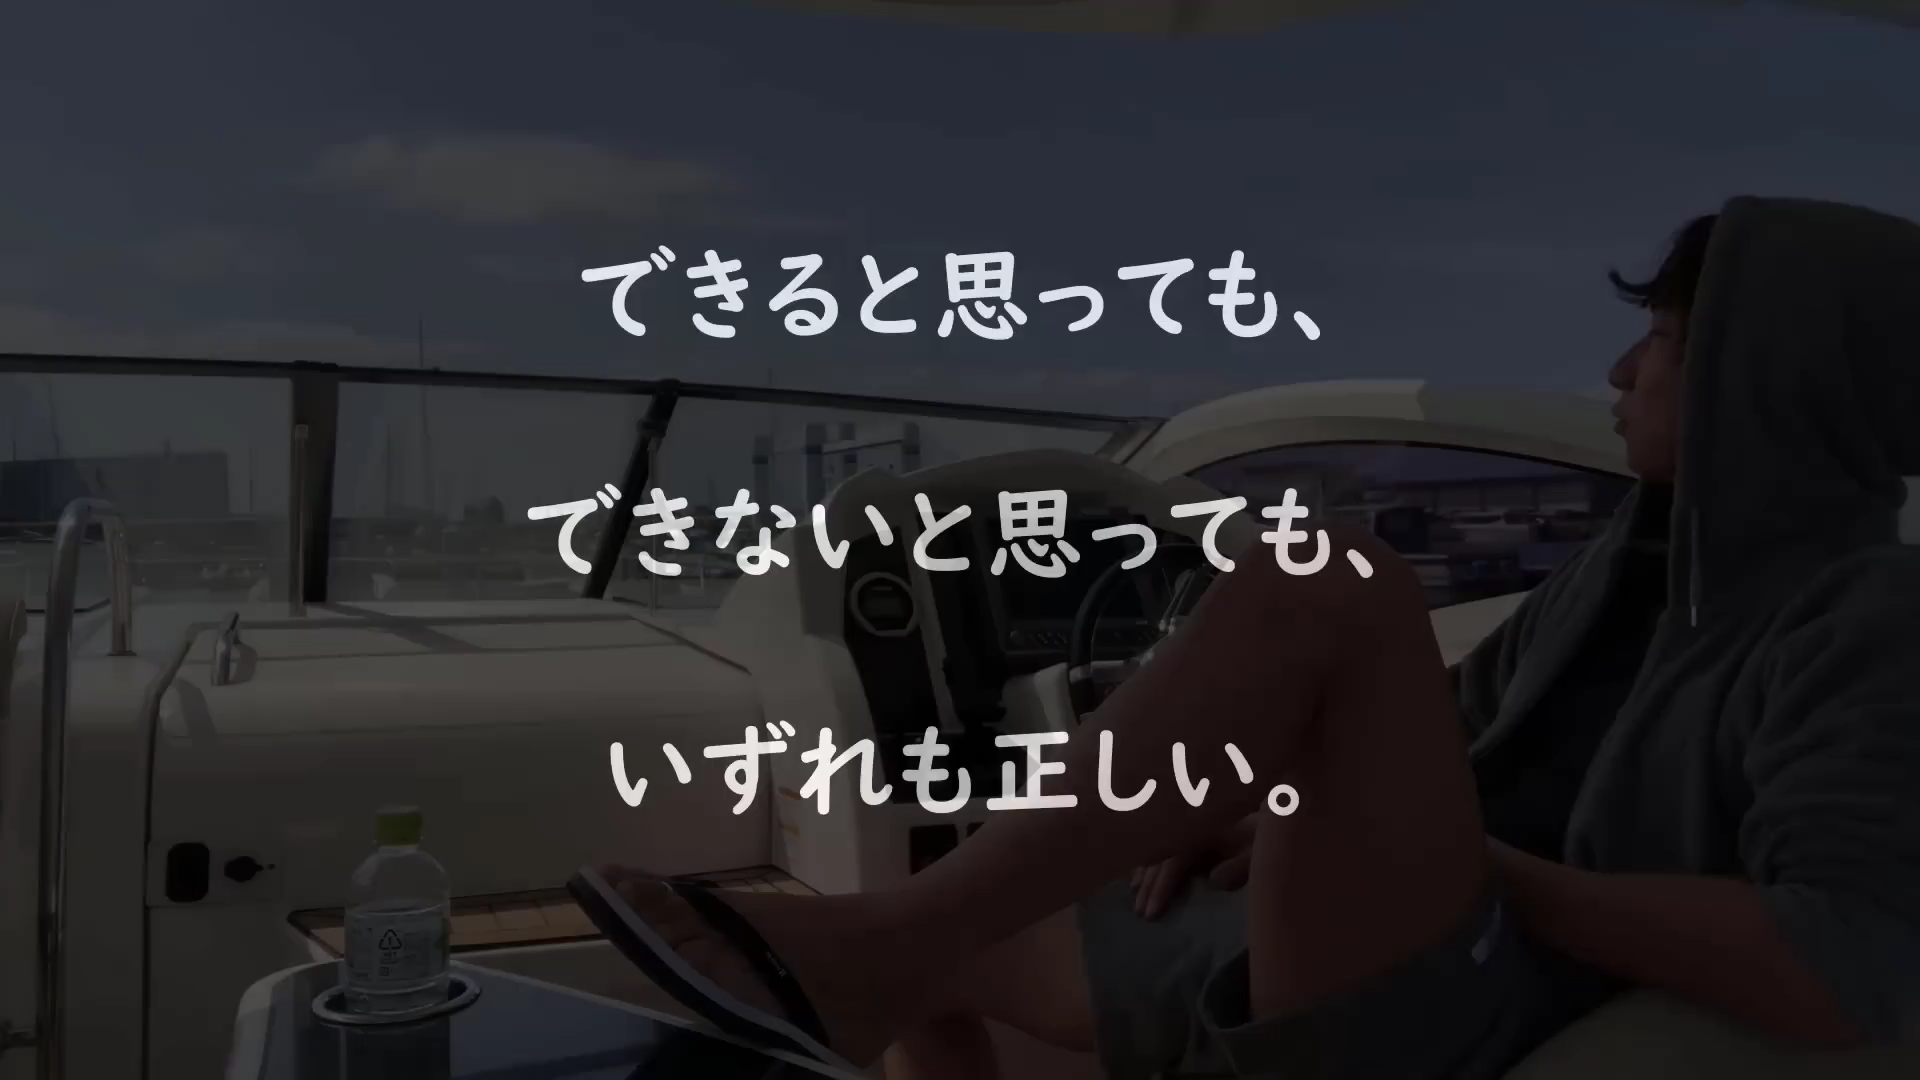 できると思っても、
できないと思っても、
いずれも正しい。